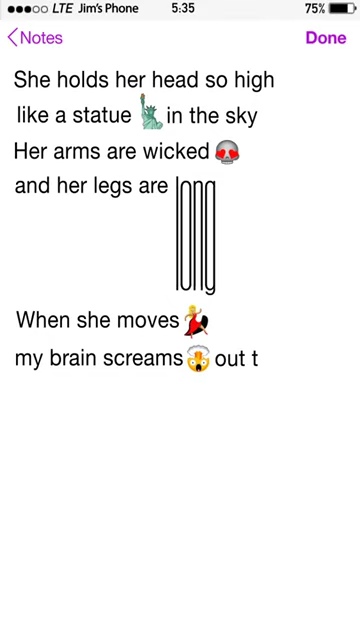 LTE Jim's Phone 5:35 75%
Notes Done
She holds her head so high
like a statue 🗽 in the sky
Her arms are wicked 💀
and her legs are long
When she moves 💃
my brain screams 🤯 out t